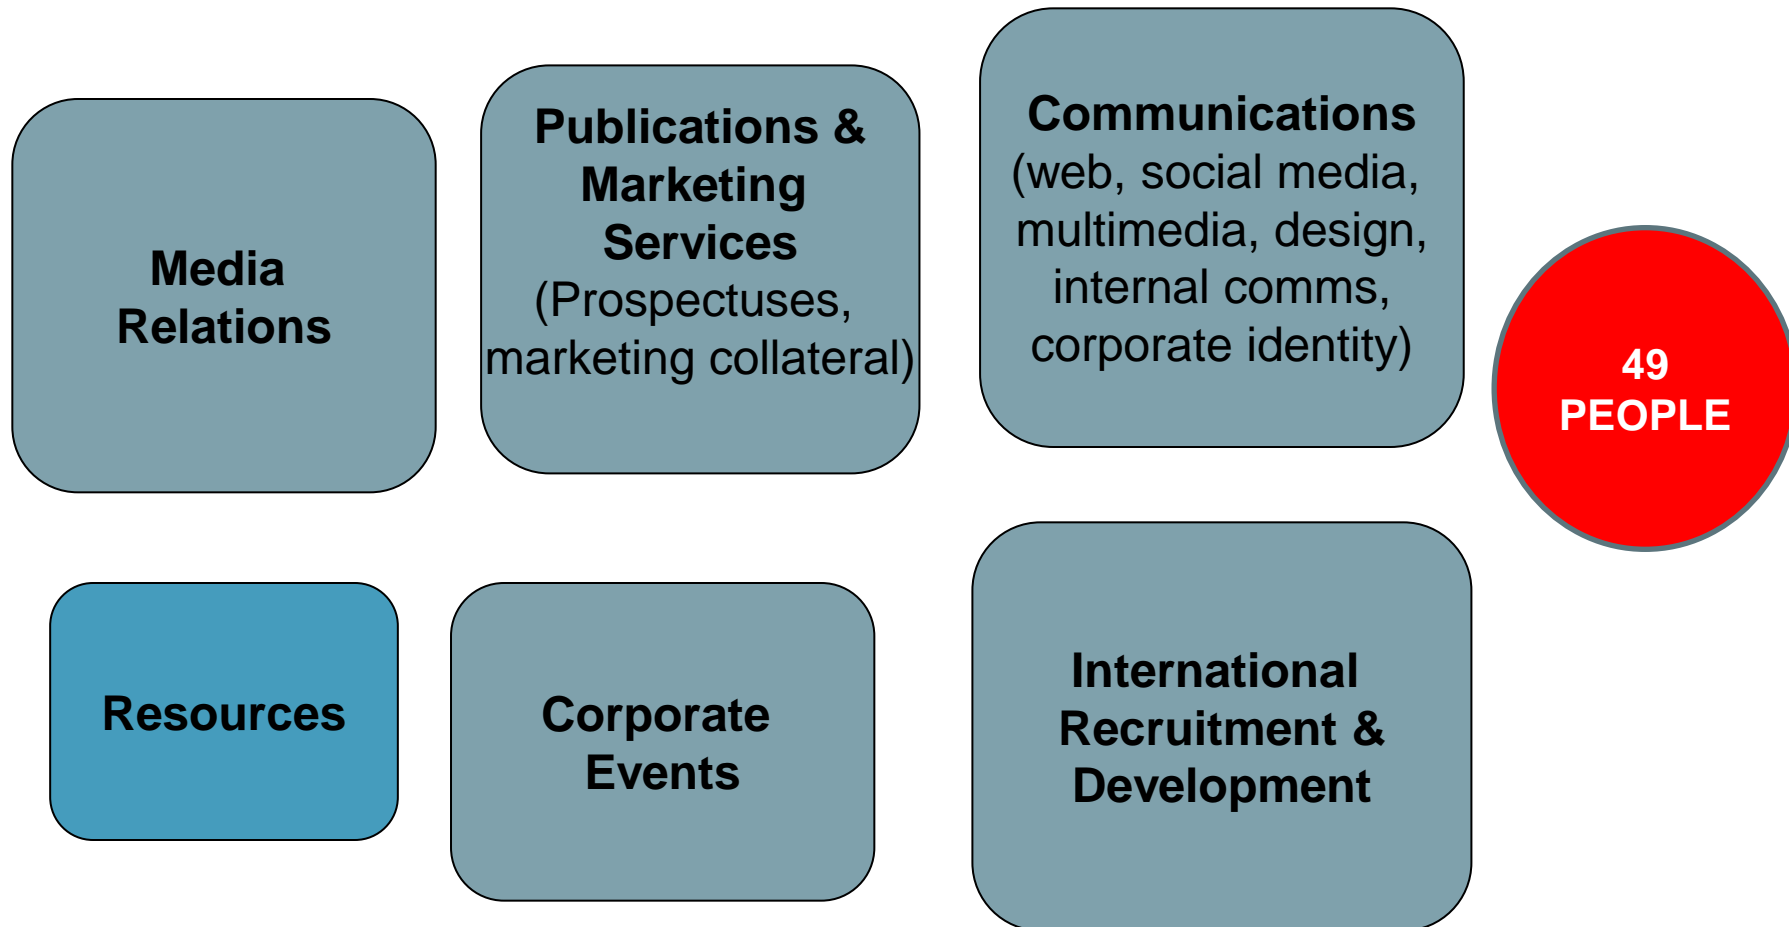 Media
Relations
Publications &
Marketing
Services
(Prospectuses,
marketing collateral)
Communications
(web, social media,
multimedia, design,
internal comms,
corporate identity)
49
PEOPLE
Resources
Corporate
Events
International
Recruitment &
Development